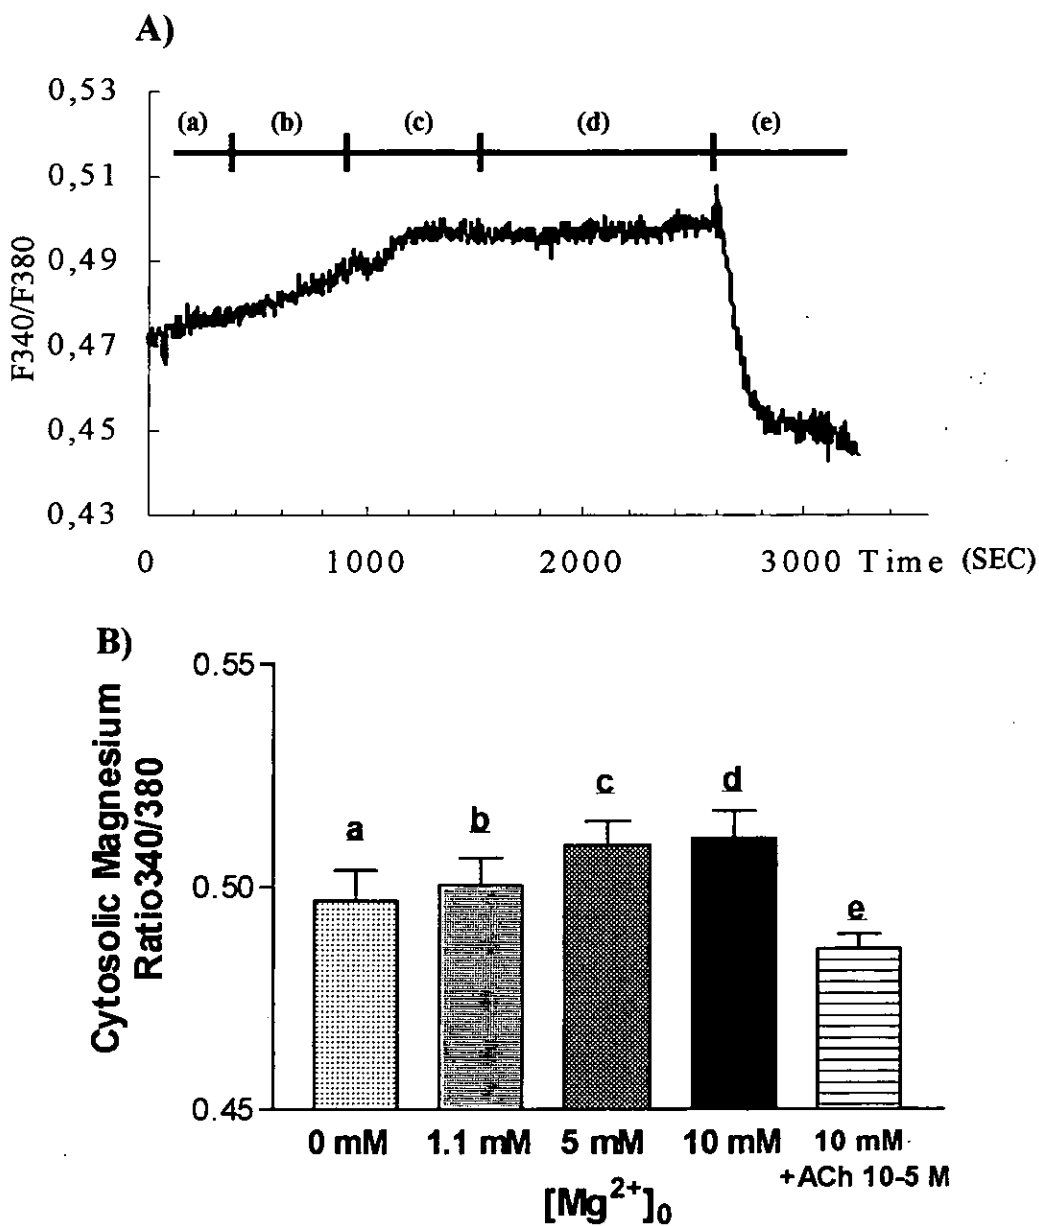 A)
0,53
(a) (b) (c) (d) (e)
0,51
0,49
0,47
0,45
0,43
F340/F380
0 1000 2000 3000 Time (SEC)
B)
0.55
0.50
0.45
Cytosolic Magnesium
Ratio340/380
a b c d e
0 mM 1.1 mM 5 mM 10 mM 10 mM
+ACh 10-5 M
[Mg2+]0